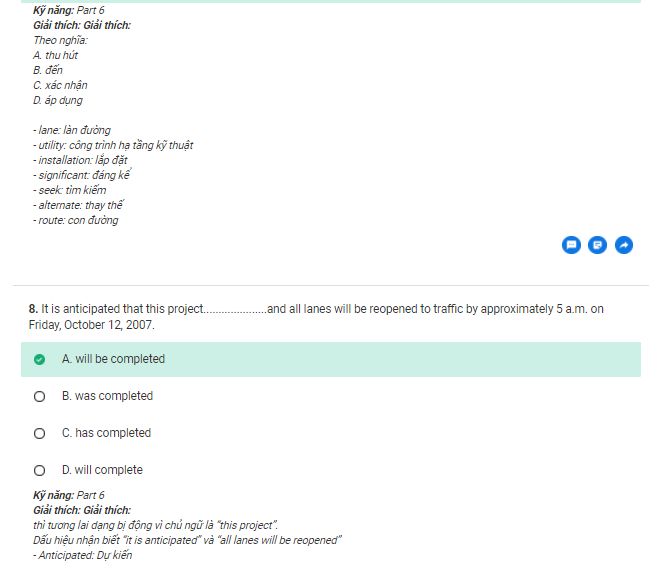 Kỹ năng: Part 6
Giải thích: Giải thích:
Theo nghĩa:
A. thu hút
B. đến
C. xác nhận
D. áp dụng
- lane: làn đường
- utility: công trình hạ tầng kỹ thuật
- installation: lắp đặt
- significant: đáng kể
- seek: tìm kiếm
- alternate: thay thế
- route: con đường
8. It is anticipated that this project.....................and all lanes will be reopened to traffic by approximately 5 a.m. on
Friday, October 12, 2007.
A. will be completed
B. was completed
C. has completed
D. will complete
Kỹ năng: Part 6
Giải thích: Giải thích:
thì tương lai dạng bị động vì chủ ngữ là "this project".
Dấu hiệu nhận biết "it is anticipated" và "all lanes will be reopened"
- Anticipated: Dự kiến